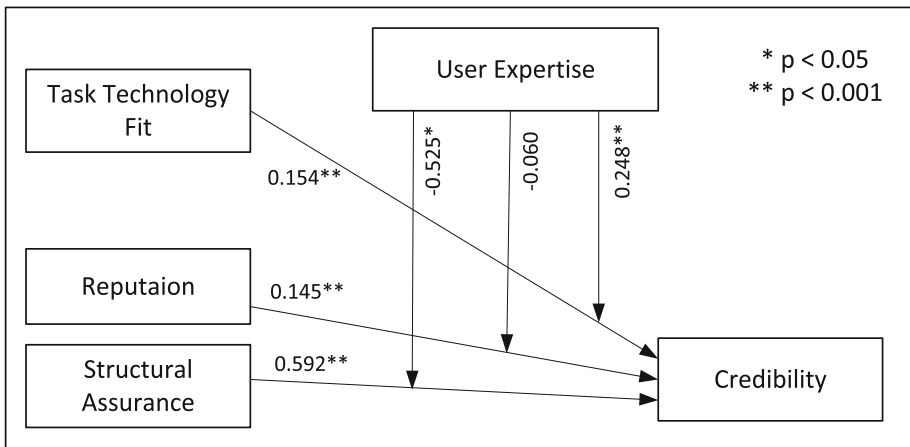 User Expertise
* p < 0.05
** p < 0.001
Task Technology
Fit
0.154**
-0.525*
-0.060
0.248**
Reputaion
0.145**
Structural
Assurance
0.592**
Credibility